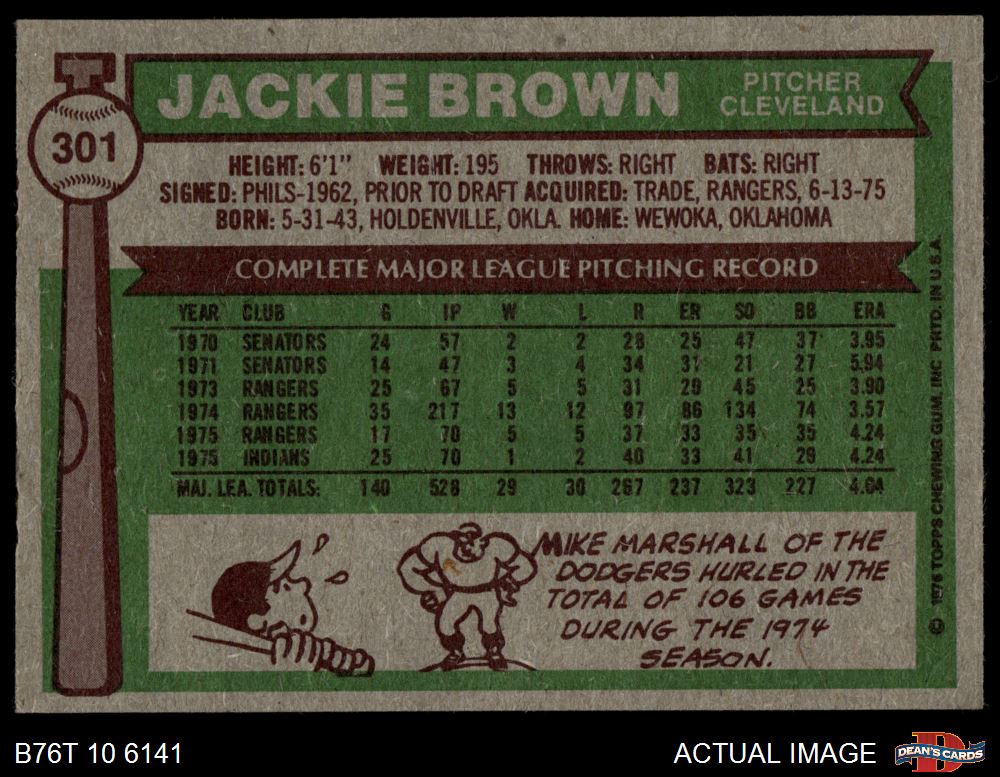 JACKIE BROWN
PITCHER
CLEVELAND
301
HEIGHT: 6'1" WEIGHT: 195 THROWS: RIGHT BATS: RIGHT
SIGNED: PHILS-1962, PRIOR TO DRAFT ACQUIRED: TRADE, RANGERS, 6-13-75
BORN: 5-31-43, HOLDENVILLE, OKLA. HOME: WEWOKA, OKLAHOMA
COMPLETE MAJOR LEAGUE PITCHING RECORD
YEAR CLUB G IP W L R ER SO BB ERA
1970 SENATORS 24 57 2 2 28 25 47 37 3.95
1971 SENATORS 14 47 3 4 34 31 21 27 5.94
1973 RANGERS 25 67 5 5 31 29 45 25 3.90
1974 RANGERS 35 217 13 12 97 86 134 74 3.57
1975 RANGERS 17 70 5 5 37 33 35 35 4.24
1975 INDIANS 25 70 1 2 40 33 41 29 4.24
MAJ. LEA. TOTALS: 140 528 29 30 267 237 323 227 4.04
MIKE MARSHALL OF THE
DODGERS HURLED IN THE
TOTAL OF 106 GAMES
DURING THE 1974
SEASON.
© 1976 TOPPS CHEWING GUM, INC. PRTD. IN U.S.A.
B76T 10 6141
ACTUAL IMAGE
DEAN'S CARDS